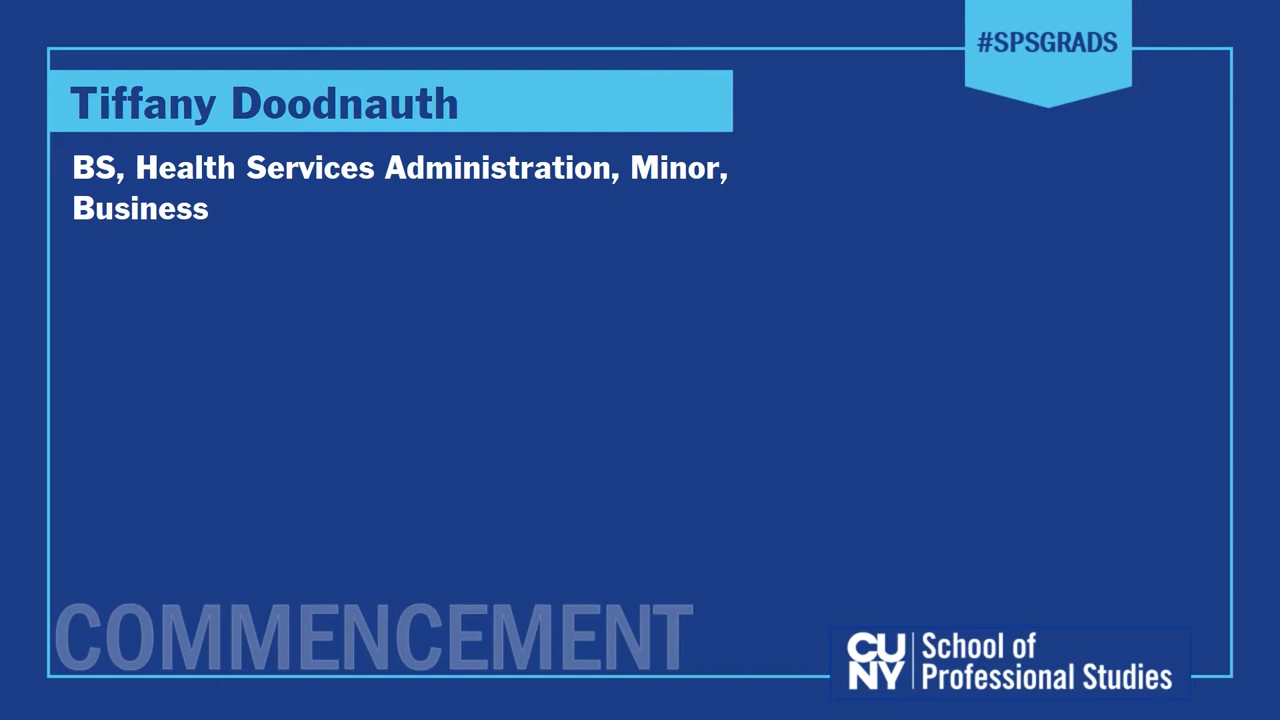 #SPSGRADS
Tiffany Doodnauth
BS, Health Services Administration, Minor,
Business
COMMENCEMENT
CU
NY
School of
Professional Studies